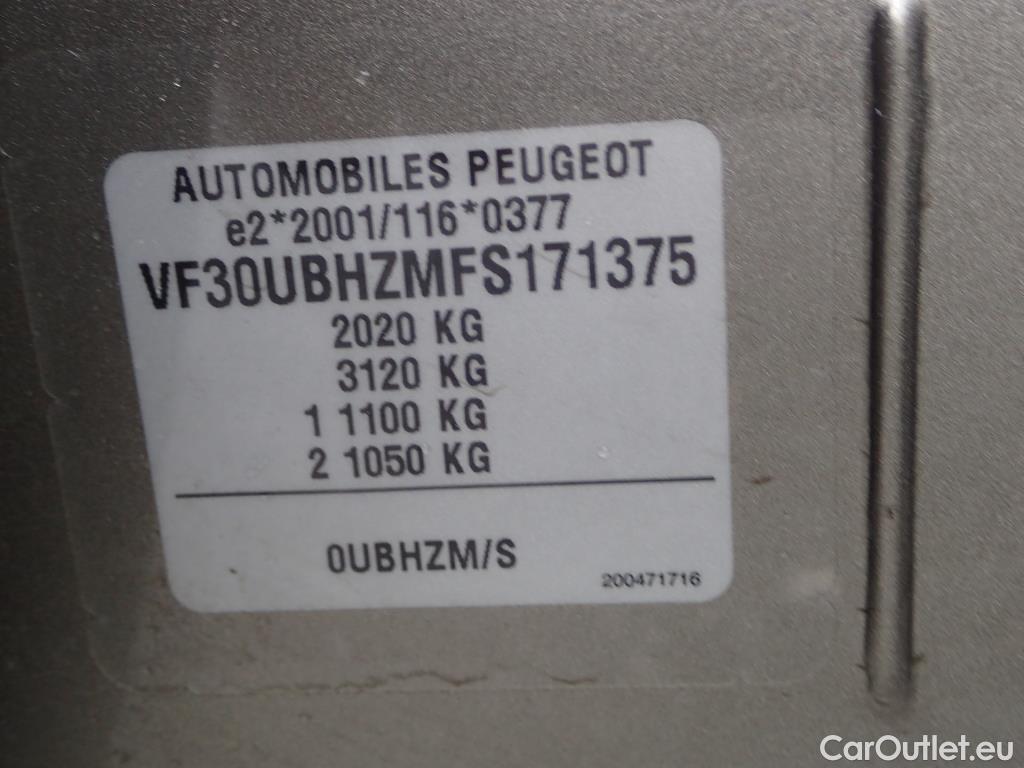 AUTOMOBILES PEUGEOT
e2*2001/116*0377
VF30UBHZMFS171375
2020 KG
3120 KG
1 1100 KG
2 1050 KG
0UBHZM/S
200471716
CarOutlet.eu